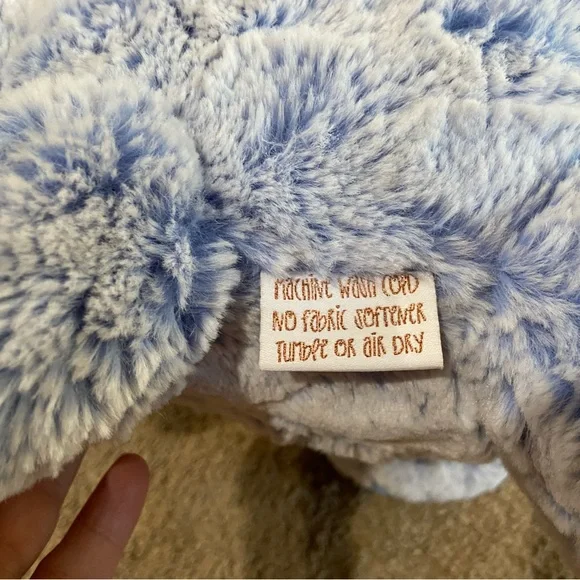 MACHINE WASH COLD
NO FABRIC SOFTENER
TUMBLE OR AIR DRY